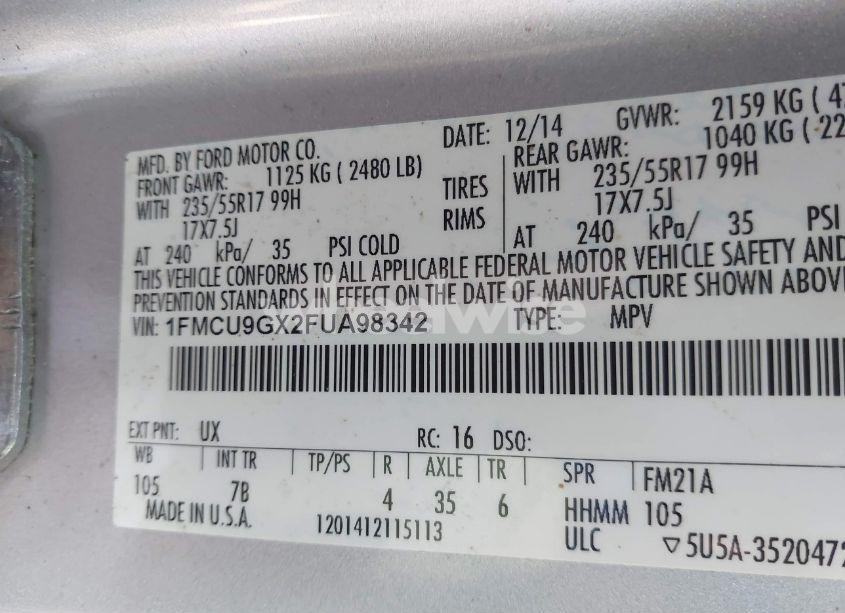 MFD. BY FORD MOTOR CO. DATE: 12/14 GVWR: 2159 KG ( 47
FRONT GAWR: 1125 KG ( 2480 LB) REAR GAWR: 1040 KG ( 22
WITH 235/55R17 99H TIRES WITH 235/55R17 99H
17X7.5J RIMS 17X7.5J
AT 240 kPa/ 35 PSI COLD AT 240 kPa/ 35 PSI
THIS VEHICLE CONFORMS TO ALL APPLICABLE FEDERAL MOTOR VEHICLE SAFETY AND
PREVENTION STANDARDS IN EFFECT ON THE DATE OF MANUFACTURE SHOWN ABOVE
VIN: 1FMCU9GX2FUA98342 TYPE: MPV
EXT PNT: UX RC: 16 DSO:
WB INT TR TP/PS R AXLE TR SPR FM21A
105 7B 4 35 6 HHMM 105
MADE IN U.S.A. 1201412115113 ULC ▽5U5A-3520472